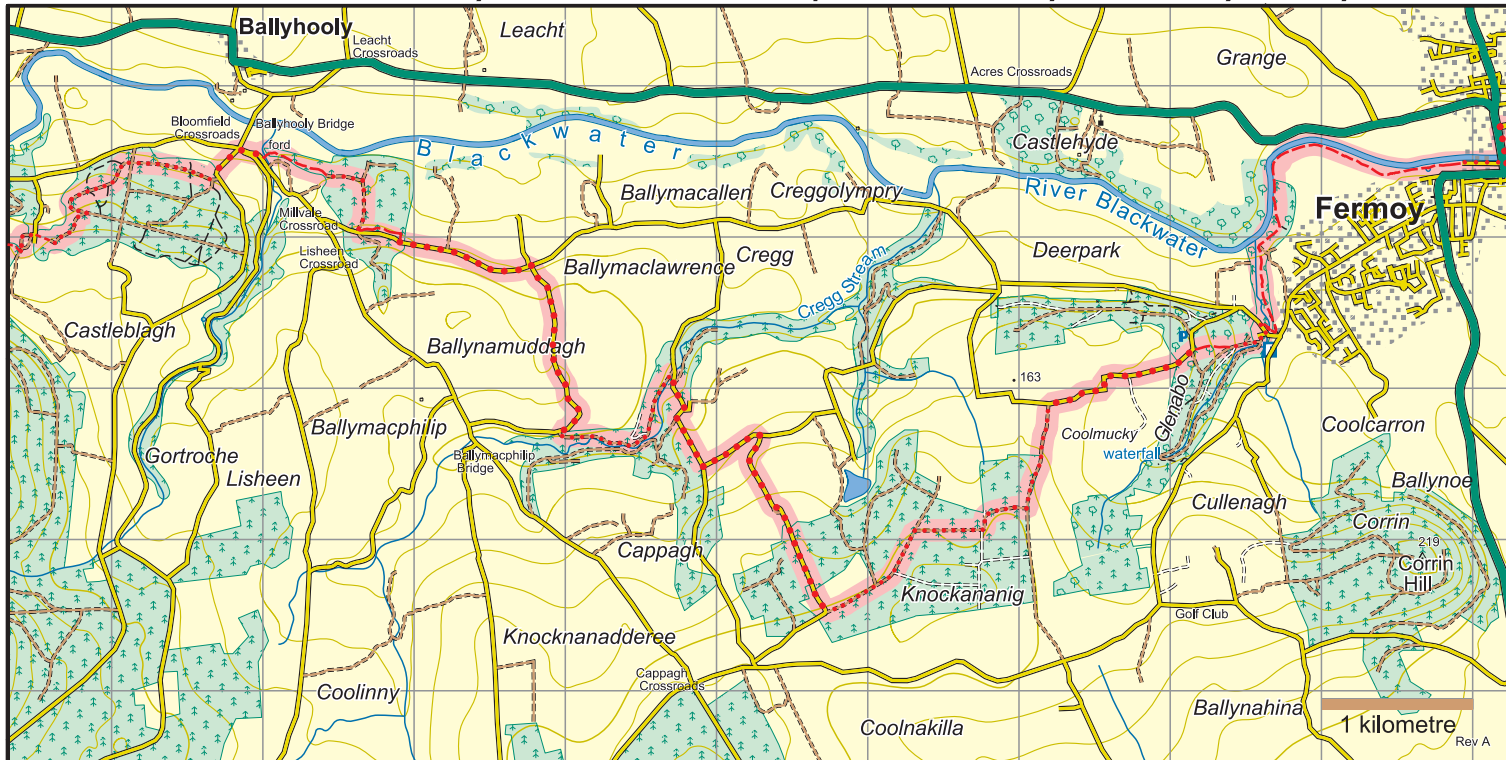 Ballyhooly
Leacht
Crossroads
Leacht
Grange
Acres Crossroads
Bloomfield
Crossroads
Ballyhooly Bridge
ford
Blackwater
Castlehyde
Ballymacallen
Creggolympry
River Blackwater
Fermoy
Millvale
Crossroad
Lisheen
Crossroad
Ballymaclawrence
Cregg
Deerpark
Cregg Stream
Castleblagh
Ballynamuddagh
P
163
Glenabo
Ballymacphilip
Coolmucky
Coolcarron
Gortroche
Ballymacphilip
Bridge
waterfall
Lisheen
Ballynoe
Cullenagh
Corrin
219
Cappagh
Corrin
Hill
Knockananig
Golf Club
Knocknanadderee
Cappagh
Crossroads
Coolinny
Ballynahina
Coolnakilla
1 kilometre
Rev A